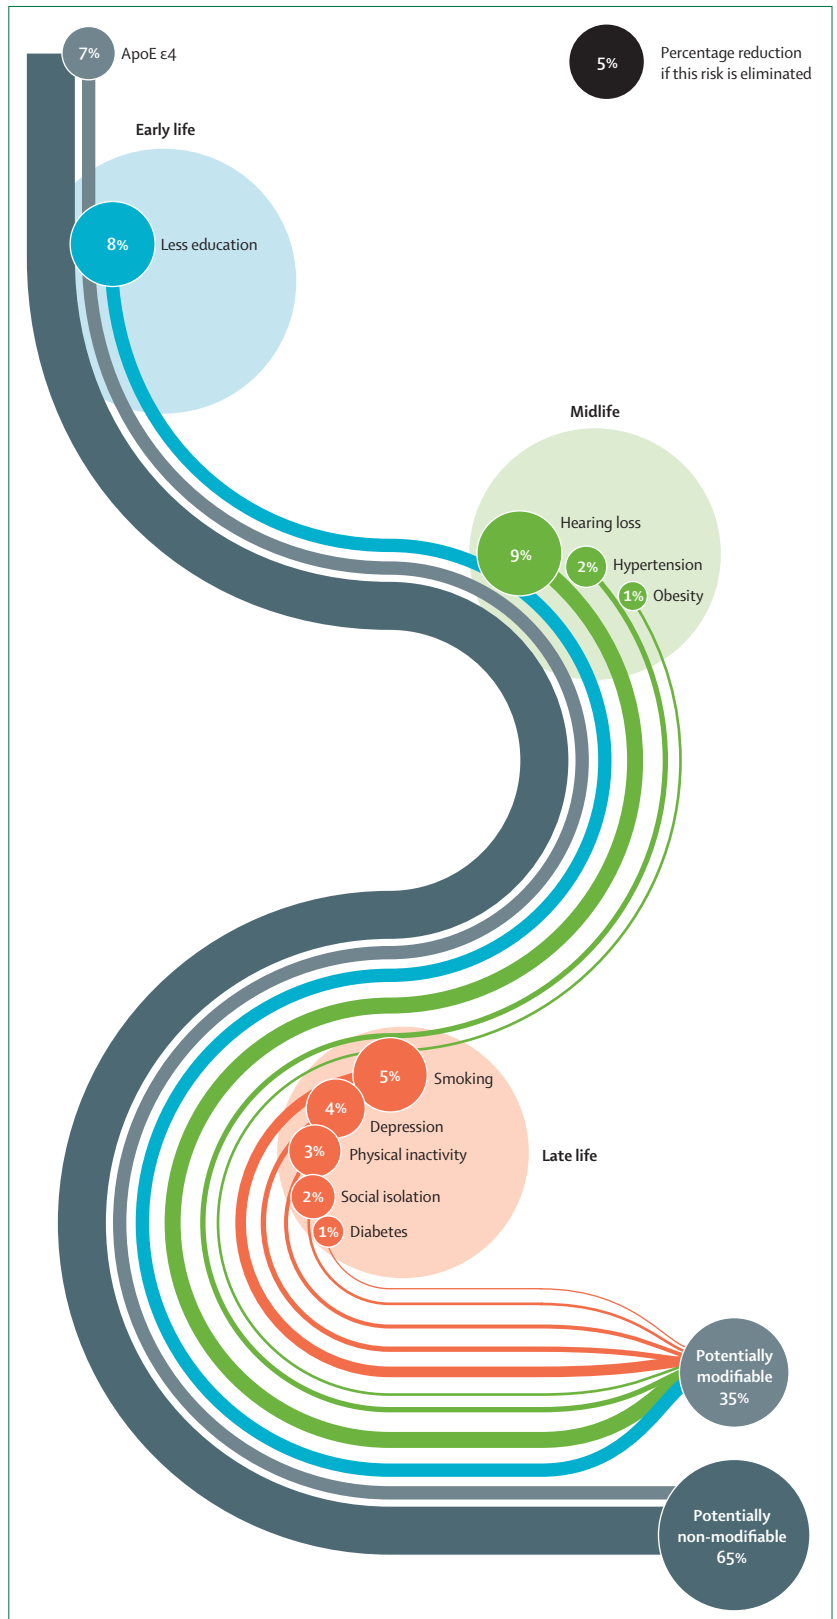 7%
ApoE ε4
5%
Percentage reduction
if this risk is eliminated
Early life
8%
Less education
Midlife
Hearing loss
9%
2%
Hypertension
1%
Obesity
5%
Smoking
4%
Depression
3%
Physical inactivity
Late life
2%
Social isolation
1%
Diabetes
Potentially
modifiable
35%
Potentially
non-modifiable
65%